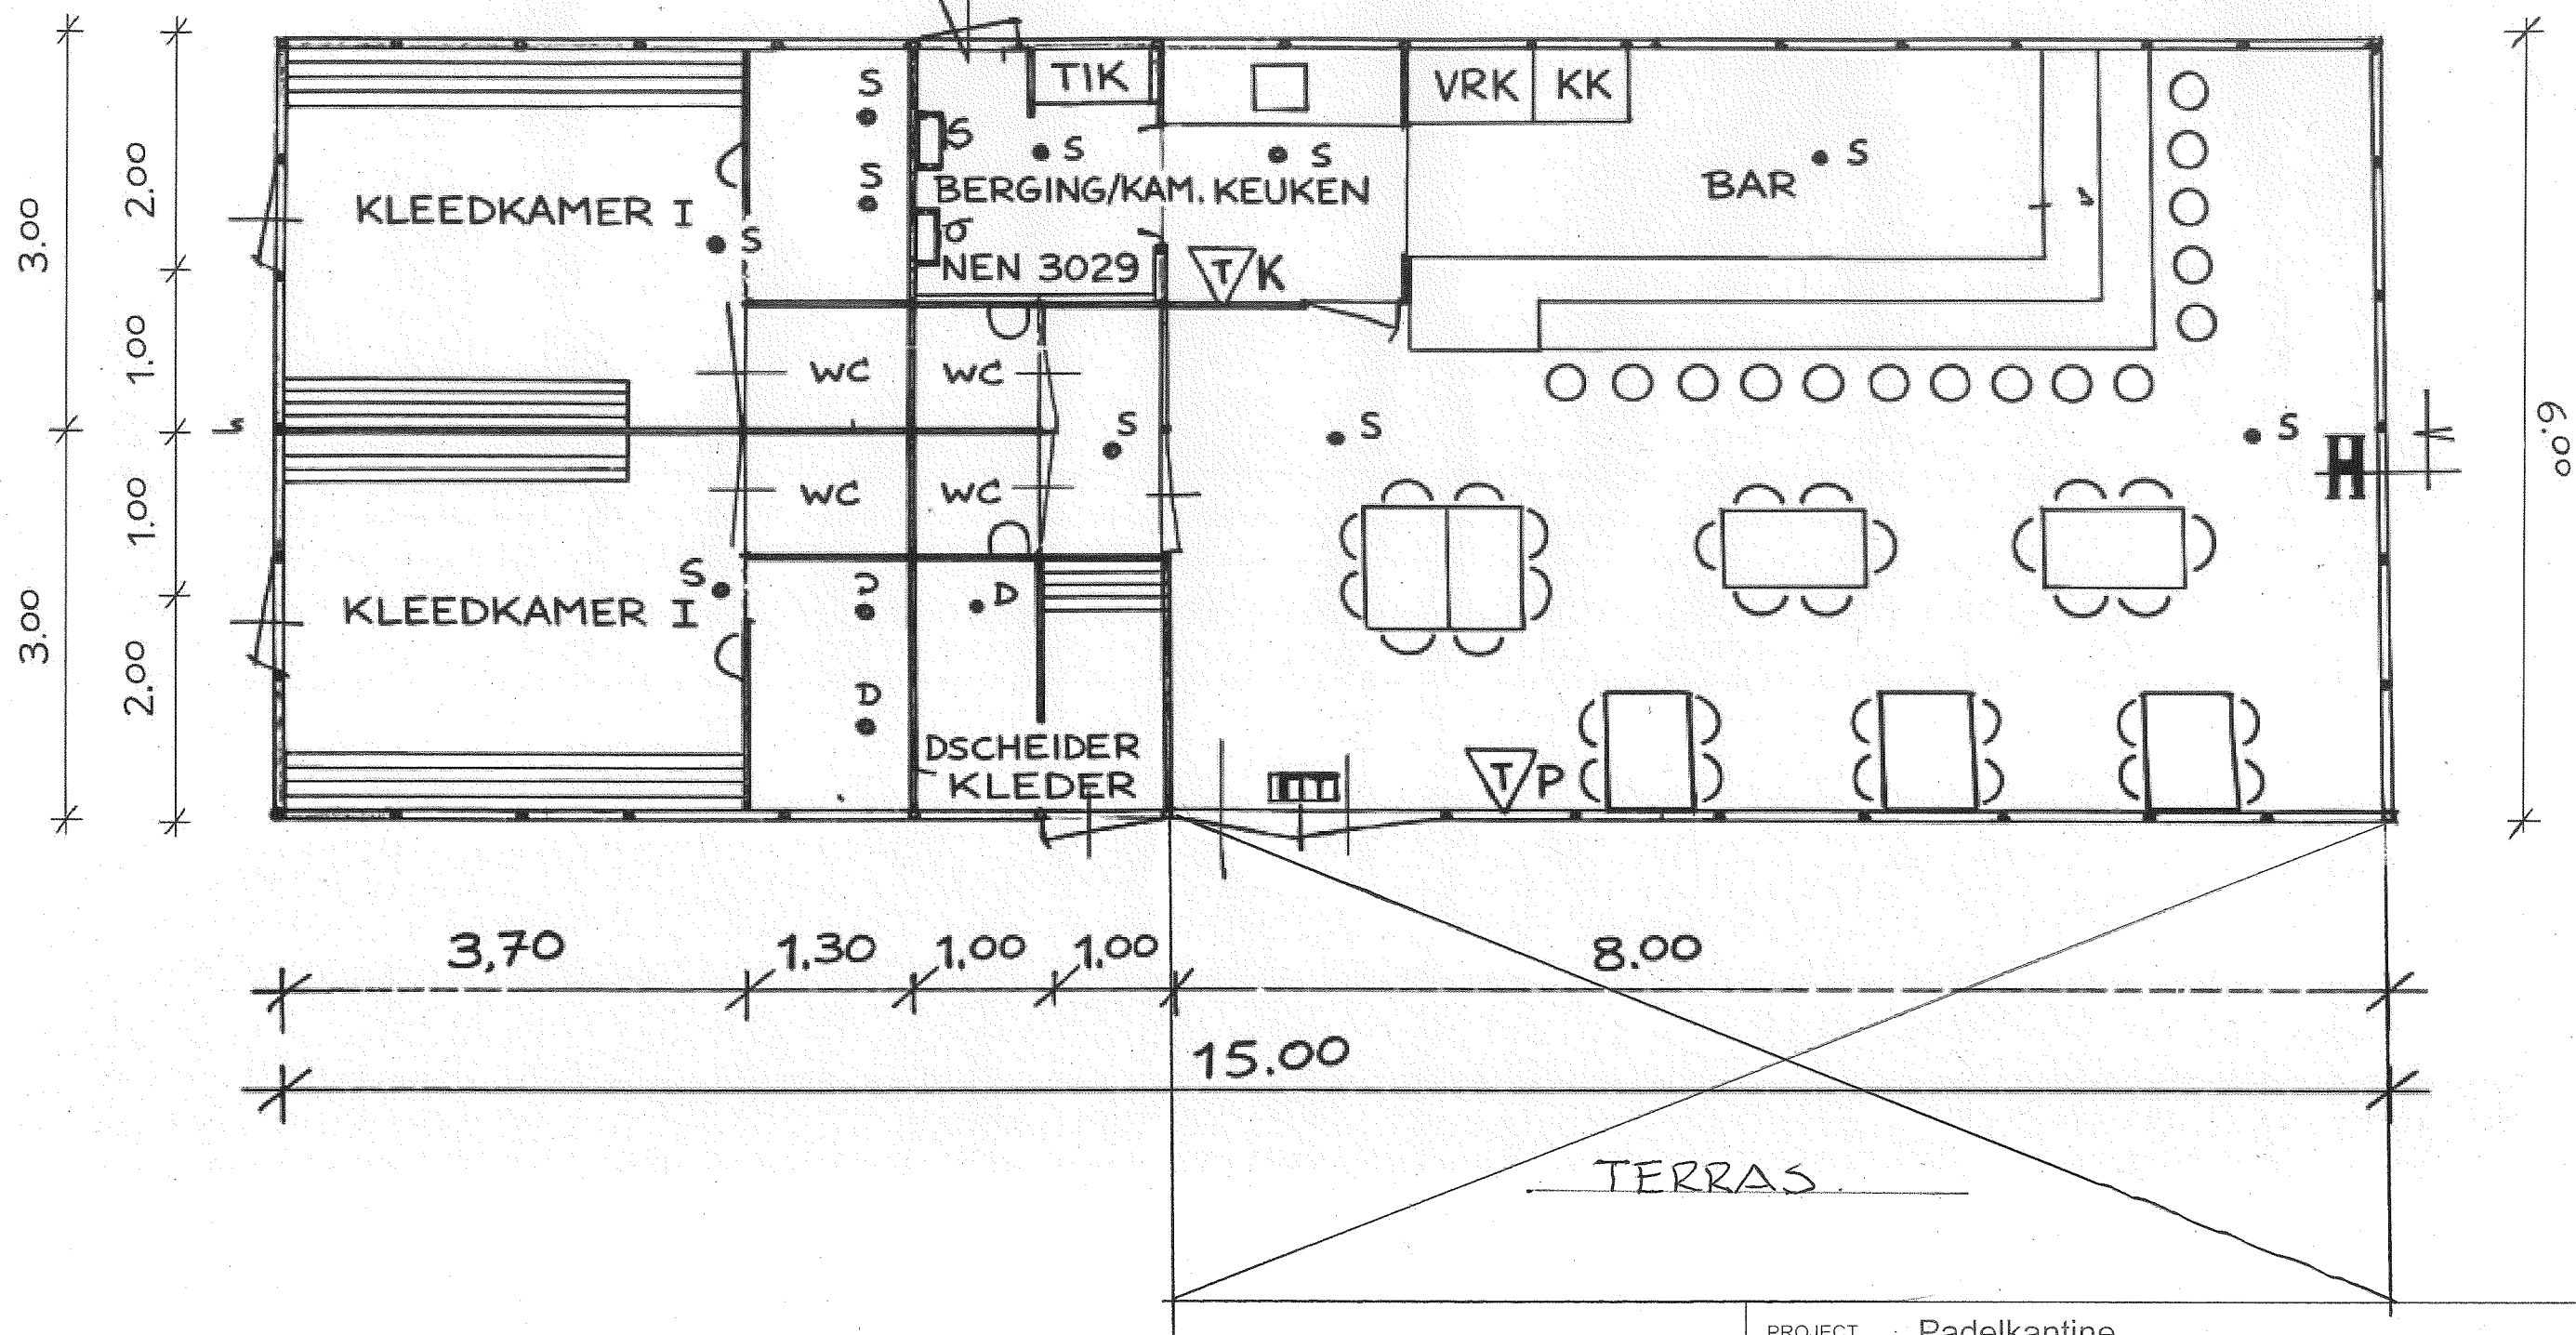 TIK
VRK KK
S
S
S
S
S
S
S
BERGING/KAM. KEUKEN
BAR
KLEEDKAMER I
S
NEN 3029
T K
2.00
3.00
1.00
WC WC
S
S
S
6.00
1.00
WC WC
S
D
D
KLEEDKAMER I
3.00
2.00
D
DSCHEIDER
KLEDER
T P
3,70 1.30 1.00 1.00 8.00
15.00
TERRAS
PROJECT : Padelkantine